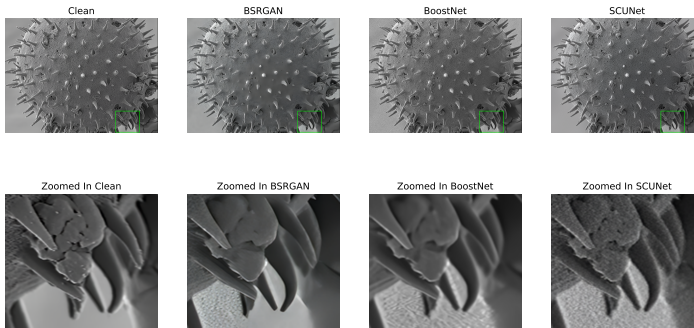 Clean
BSRGAN
BoostNet
SCUNet
Zoomed In Clean
Zoomed In BSRGAN
Zoomed In BoostNet
Zoomed In SCUNet